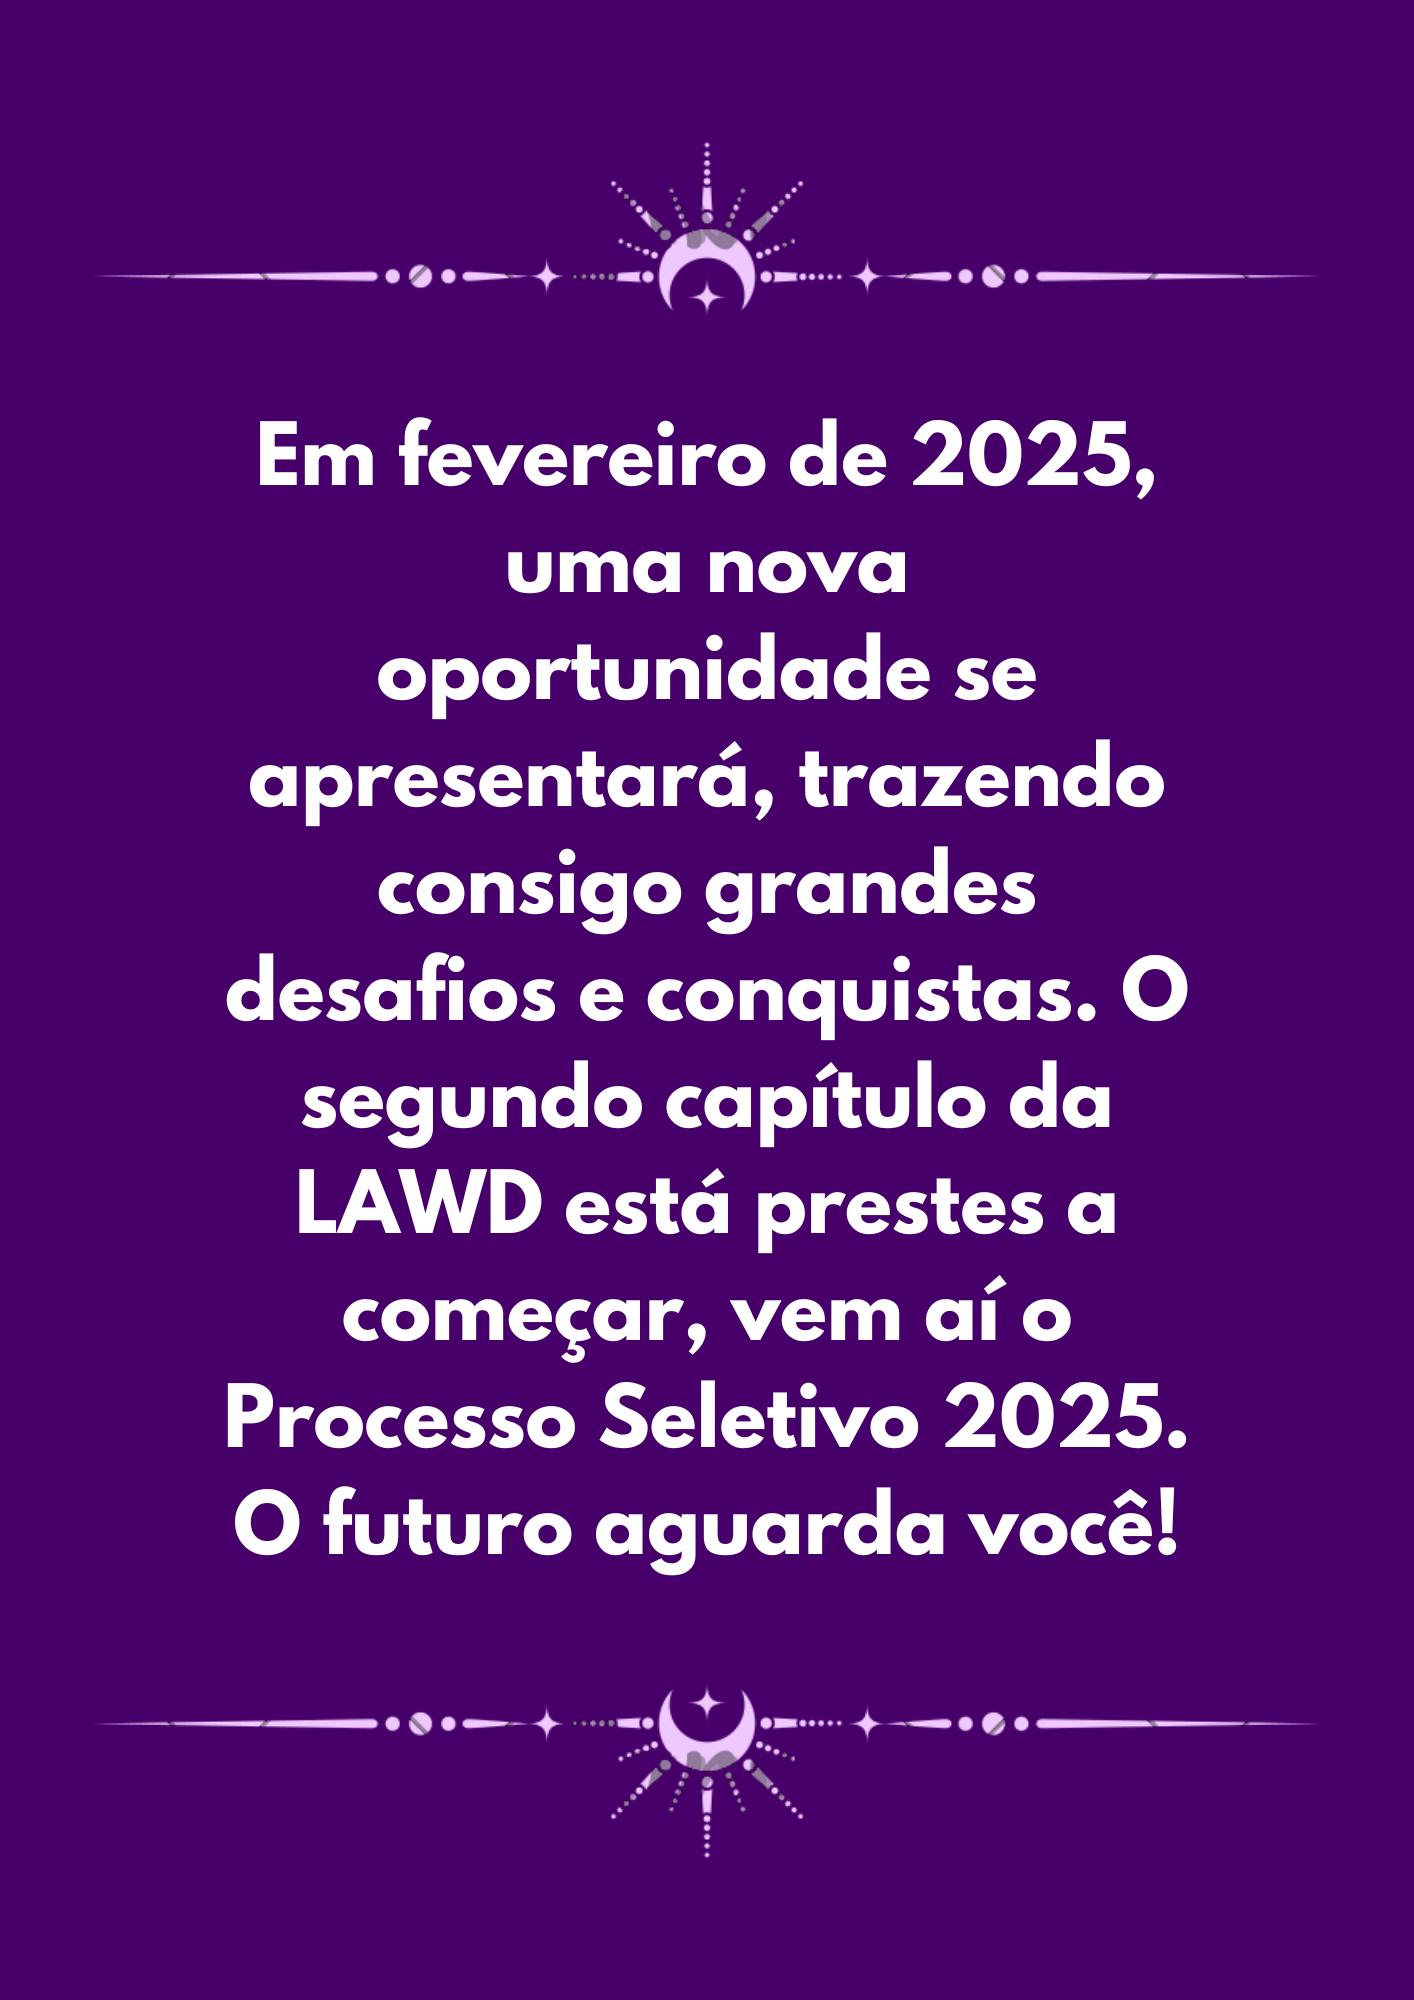 Em fevereiro de 2025,
uma nova
oportunidade se
apresentará, trazendo
consigo grandes
desafios e conquistas. O
segundo capítulo da
LAWD está prestes a
começar, vem aí o
Processo Seletivo 2025.
O futuro aguarda você!